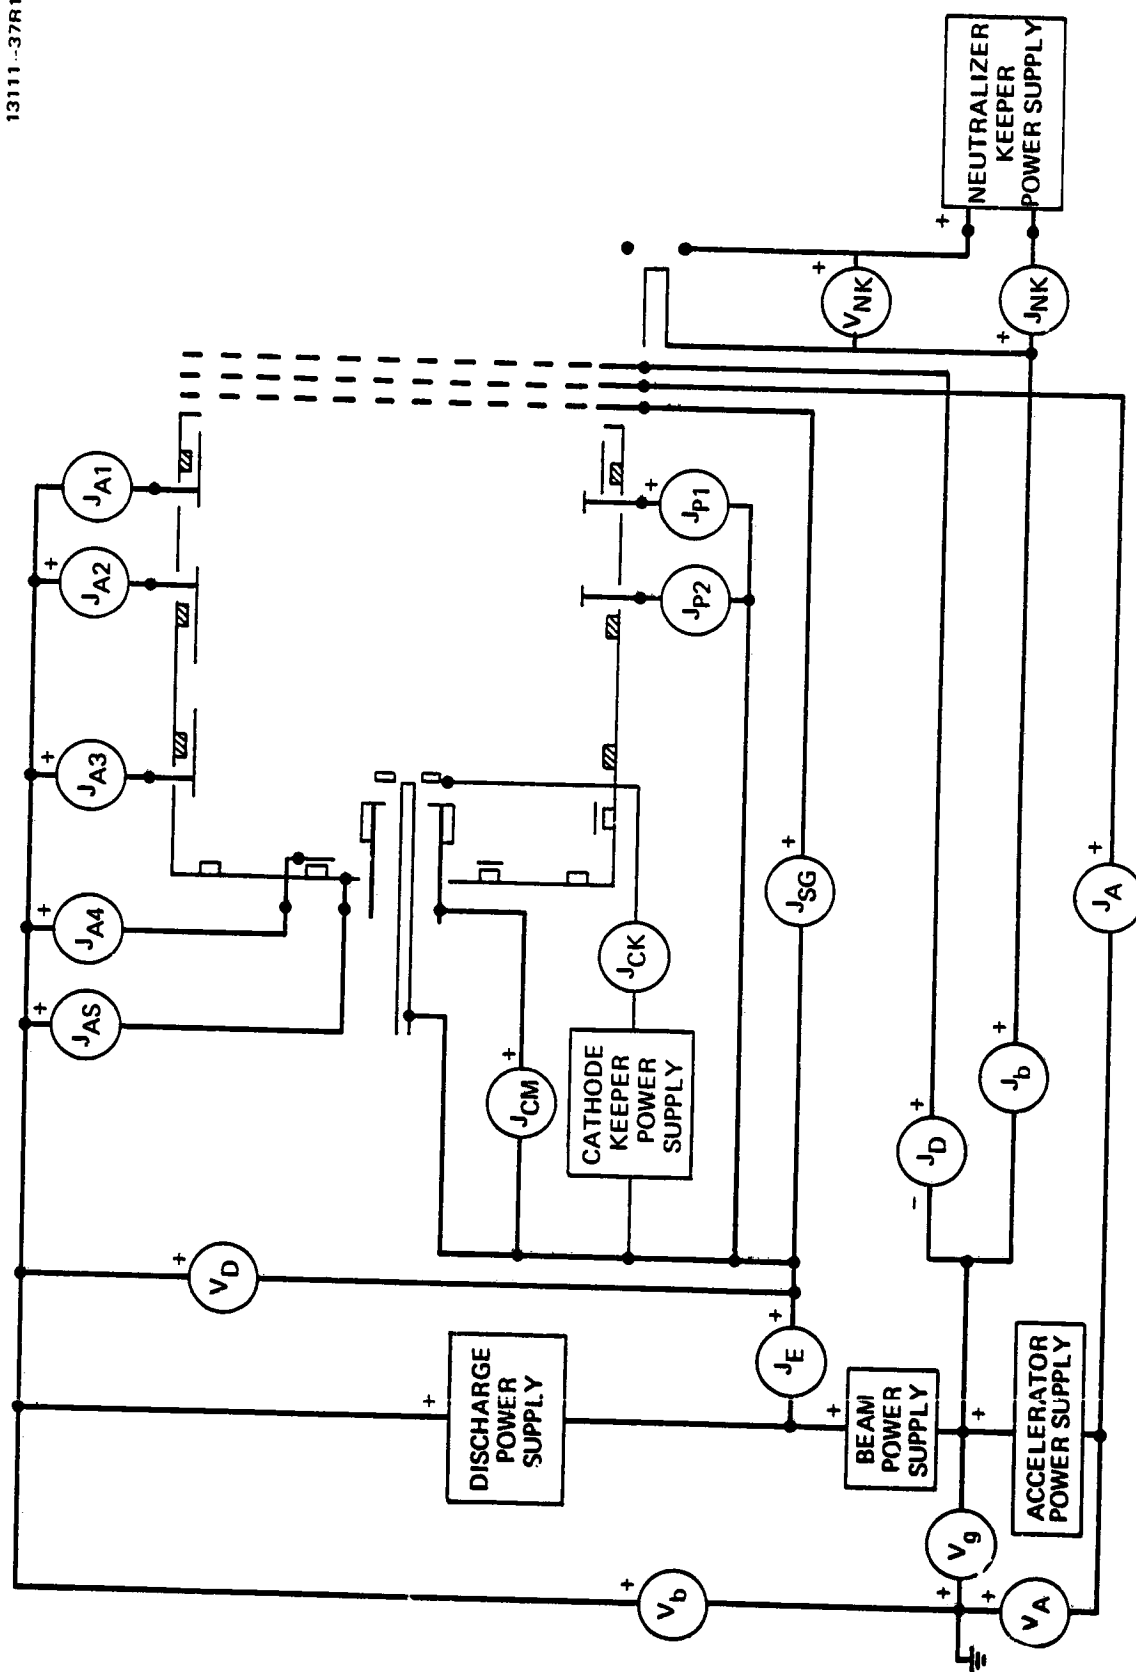 13111--37R1
NEUTRALIZER
KEEPER
POWER SUPPLY
+
+
VNK
JNK
+
JA1
+
JA2
+
JA3
+
JA4
+
JAS
+
JP1
JP2
+
JSG
JCK
+
JCM
CATHODE
KEEPER
POWER
SUPPLY
+
JA
+
Jb
+
JD
-
+
VD
+
JE
+
DISCHARGE
POWER
SUPPLY
+
BEAM
POWER
SUPPLY
+
ACCELERATOR
POWER SUPPLY
Vg
+
+
Vb
+
VA